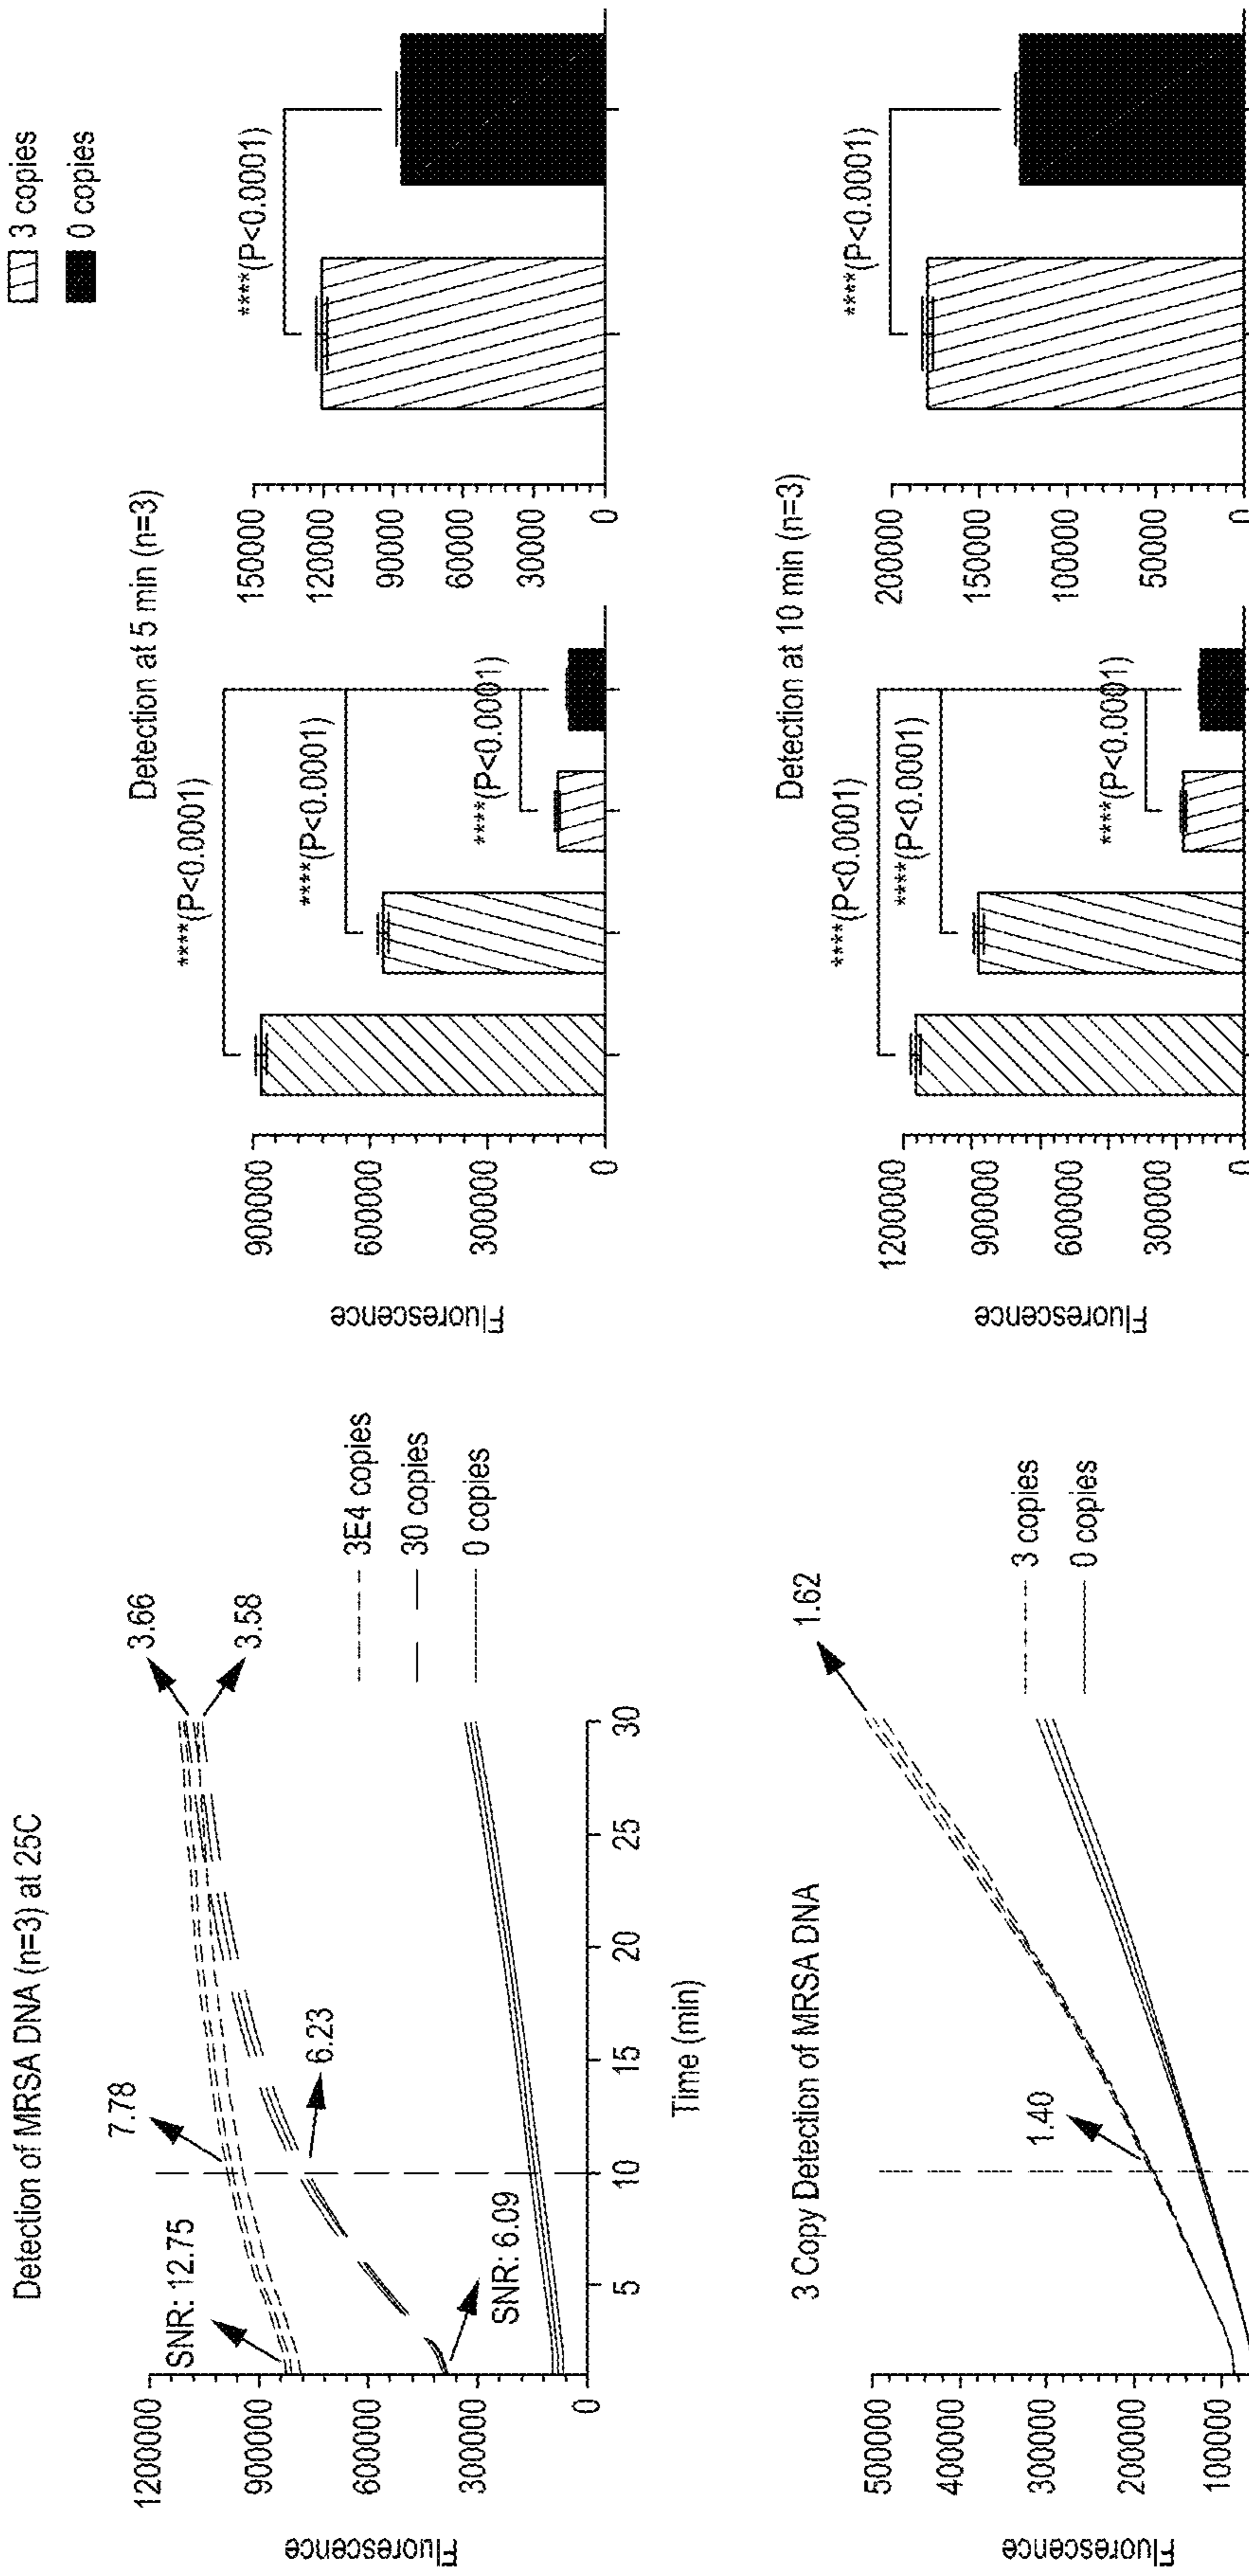 3 copies
0 copies
Detection of MRSA DNA (n=3) at 25C
Fluorescence
1200000
900000
600000
300000
0
SNR: 12.75
7.78
3.66
3.58
6.23
SNR: 6.09
3E4 copies
30 copies
0 copies
5
10
15
20
25
30
Time (min)
Detection at 5 min (n=3)
Fluorescence
900000
600000
300000
0
****(P<0.0001)
****(P<0.0001)
****(P<0.0001)
150000
120000
90000
60000
30000
0
****(P<0.0001)
3 Copy Detection of MRSA DNA
Fluorescence
500000
400000
300000
200000
100000
1.40
1.62
3 copies
0 copies
Detection at 10 min (n=3)
Fluorescence
1200000
900000
600000
300000
0
****(P<0.0001)
****(P<0.0001)
****(P<0.0001)
200000
150000
100000
50000
0
****(P<0.0001)